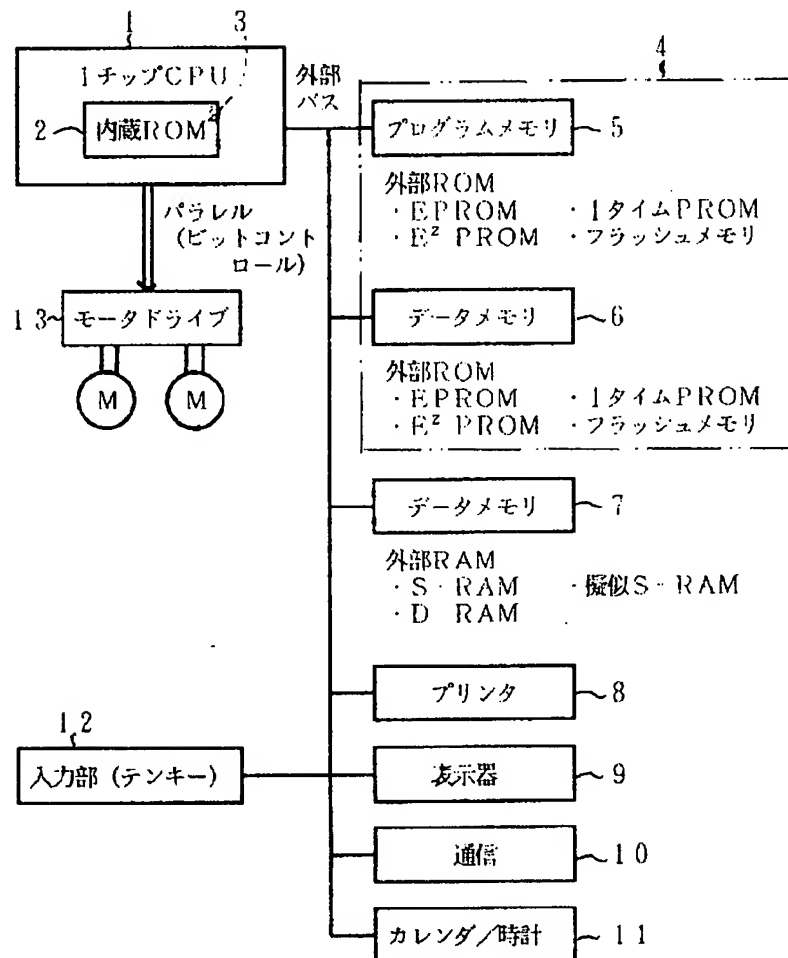 1
3
1チップCPU
2
内蔵ROM
外部
バス
4
プログラムメモリ
5
外部ROM
・EPROM ・1タイムPROM
・E² PROM ・フラッシュメモリ
パラレル
(ビットコント
ロール)
13
モータドライブ
M M
データメモリ
6
外部ROM
・EPROM ・1タイムPROM
・E² PROM ・フラッシュメモリ
データメモリ
7
外部RAM
・S-RAM ・擬似S-RAM
・D RAM
プリンタ
8
12
入力部(テンキー)
表示器
9
通信
10
カレンダ/時計
11